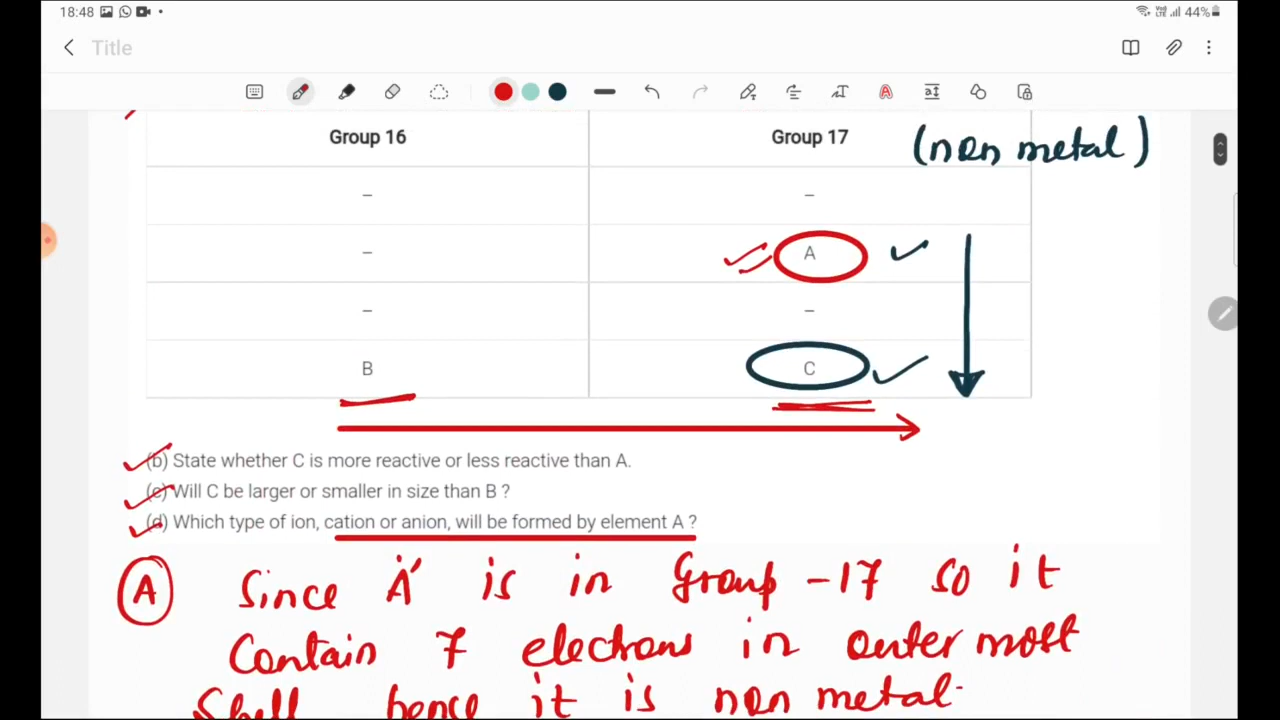 18:48 44%
Title
Group 16 Group 17 (non metal)
– –
– A
– –
B C
(b) State whether C is more reactive or less reactive than A.
(c) Will C be larger or smaller in size than B ?
(d) Which type of ion, cation or anion, will be formed by element A ?
A Since 'A' is in Group -17 so it
Contain 7 electrons in outer most
Shell hence it is non metal.